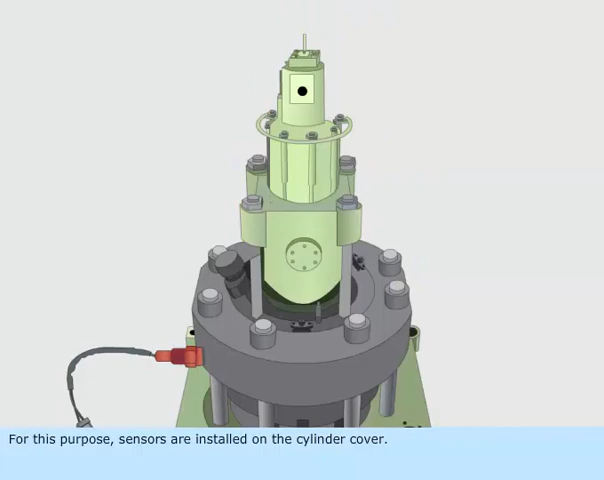 For this purpose, sensors are installed on the cylinder cover.